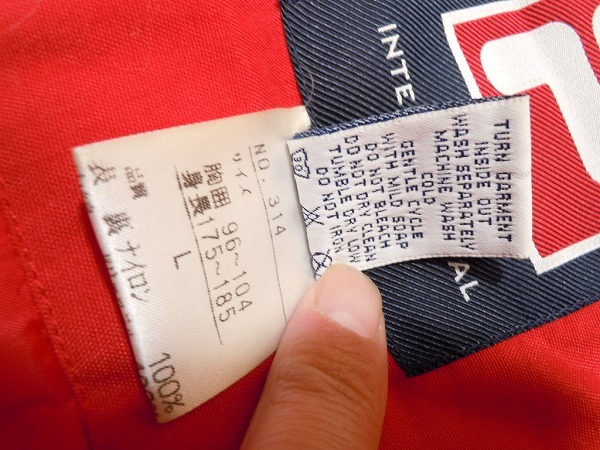 INTE
AL
TURN GARMENT
INSIDE OUT
WASH SEPARATELY
MACHINE WASH
COLD
GENTLE CYCLE
WITH MILD SOAP
DO NOT BLEACH
DO NOT DRY CLEAN
TUMBLE DRY LOW
DO NOT IRON
30
NO. 314
サイズ
胸囲 96~104
身長 175~185
L
品質
表 ナイロン 100%